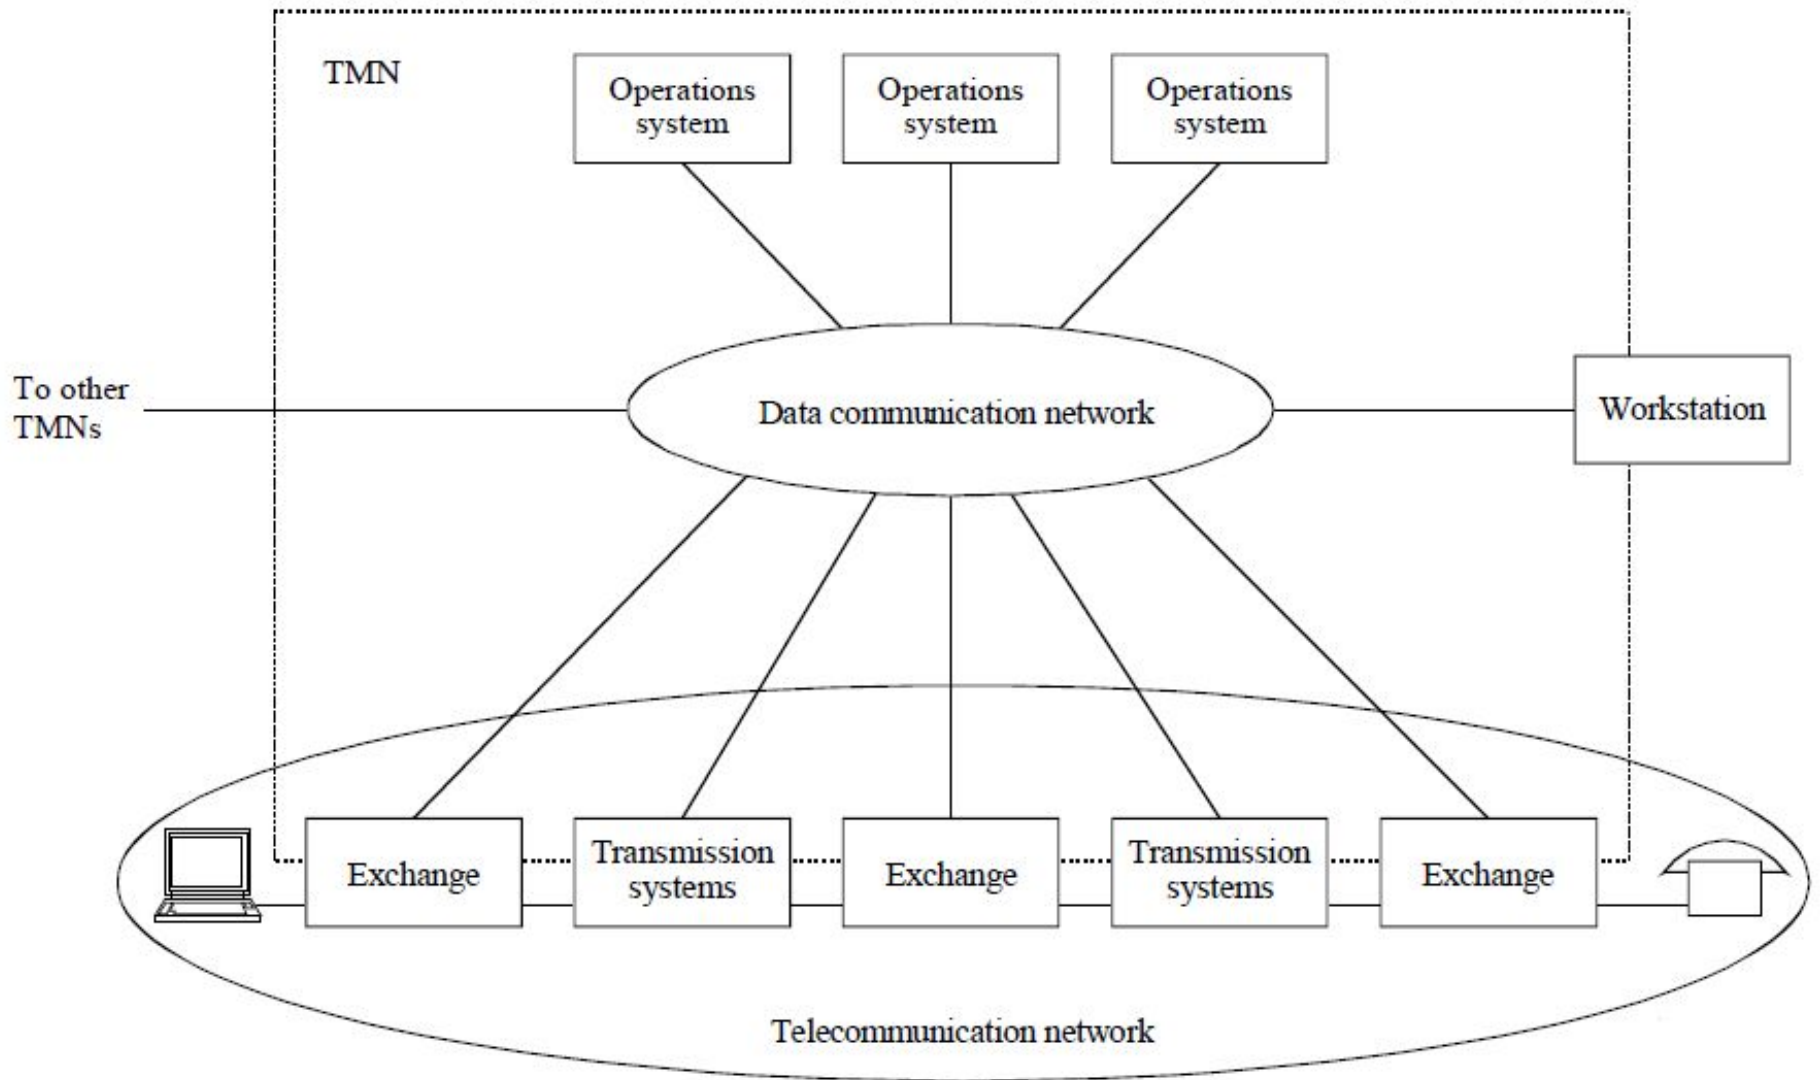 TMN
Operations
system
Operations
system
Operations
system
To other
TMNs
Data communication network
Workstation
Exchange
Transmission
systems
Exchange
Transmission
systems
Exchange
Telecommunication network